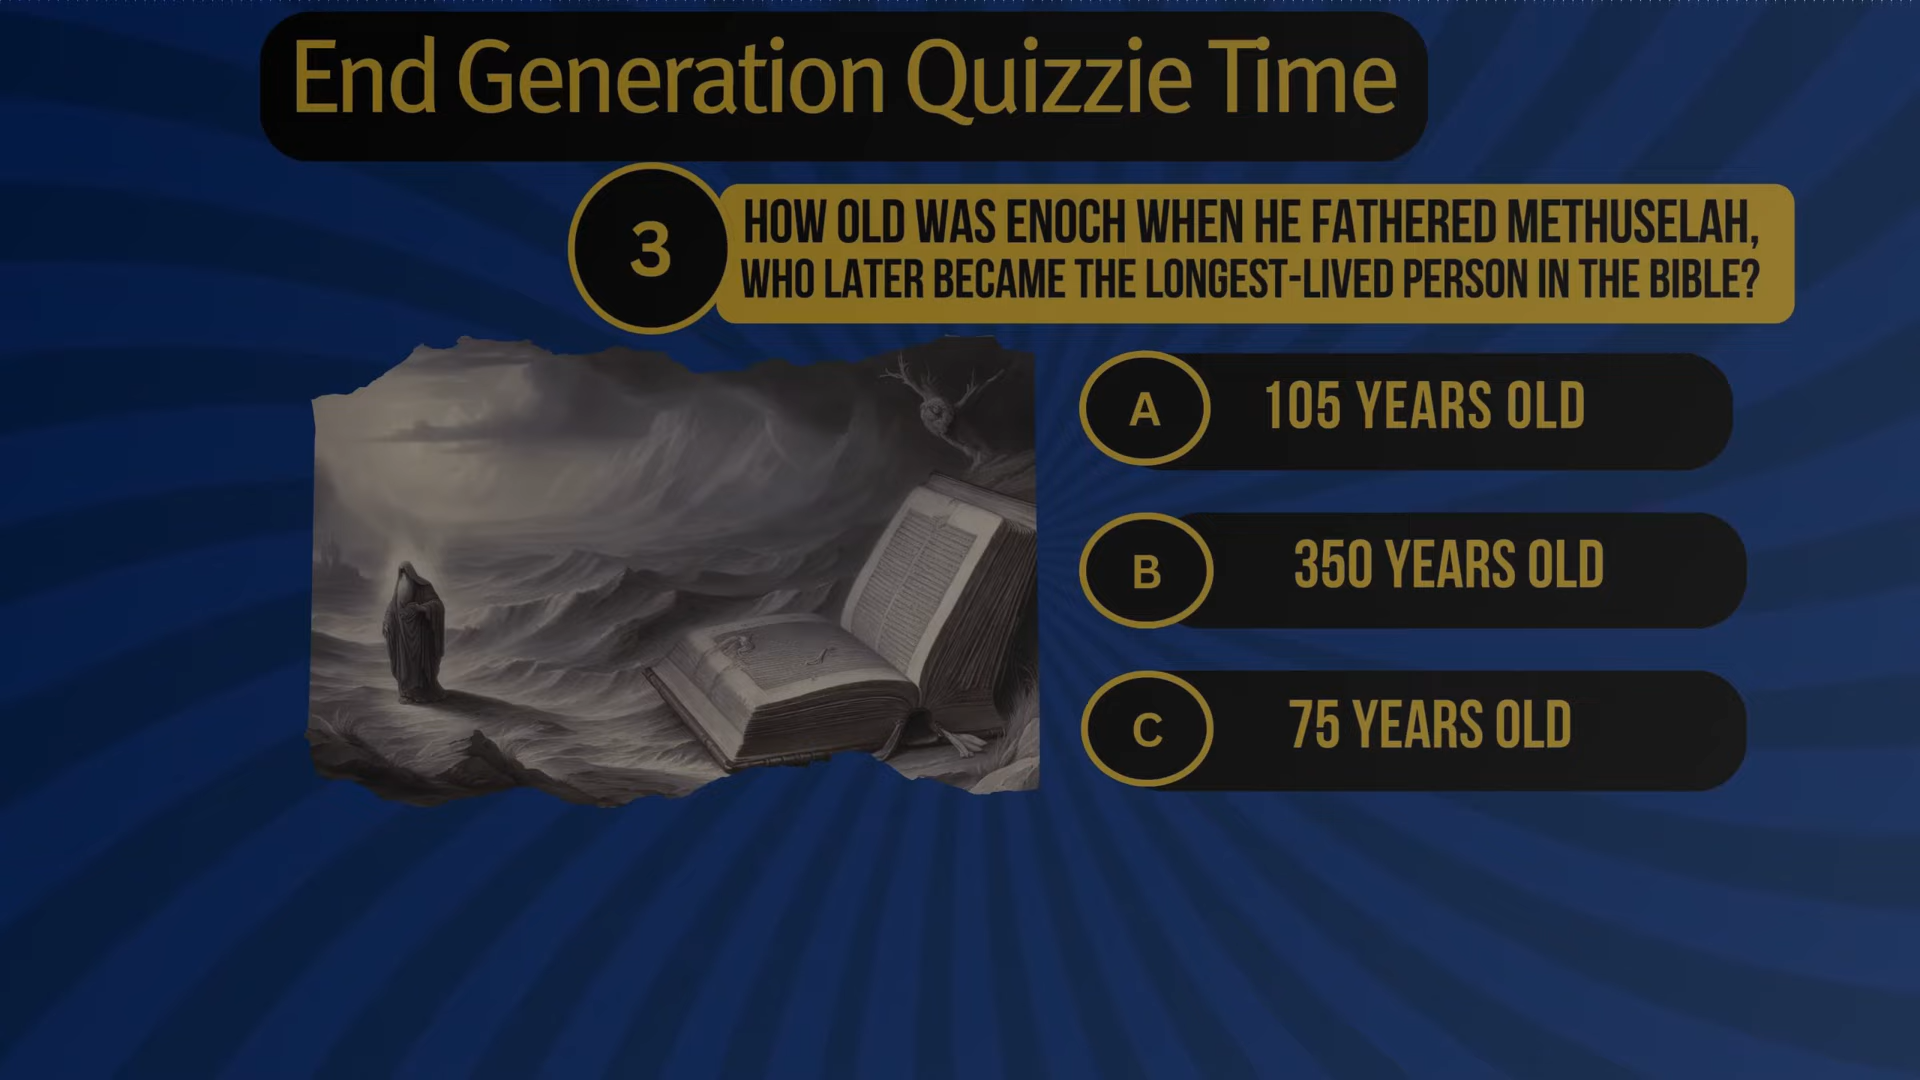 End Generation Quizzie Time
3
HOW OLD WAS ENOCH WHEN HE FATHERED METHUSELAH,
WHO LATER BECAME THE LONGEST-LIVED PERSON IN THE BIBLE?
A
105 YEARS OLD
B
350 YEARS OLD
C
75 YEARS OLD